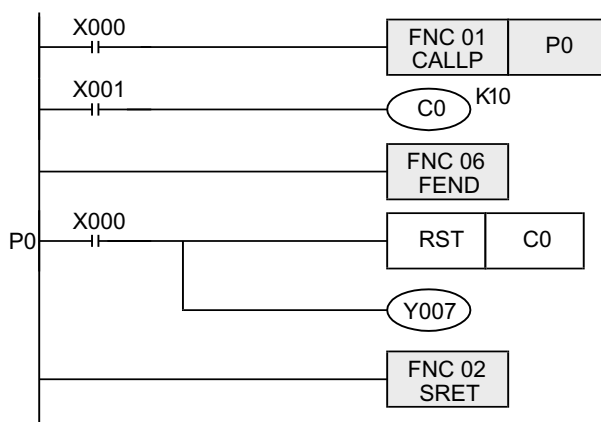 X000
FNC 01
CALLP
P0
X001
C0
K10
FNC 06
FEND
P0
X000
RST
C0
Y007
FNC 02
SRET